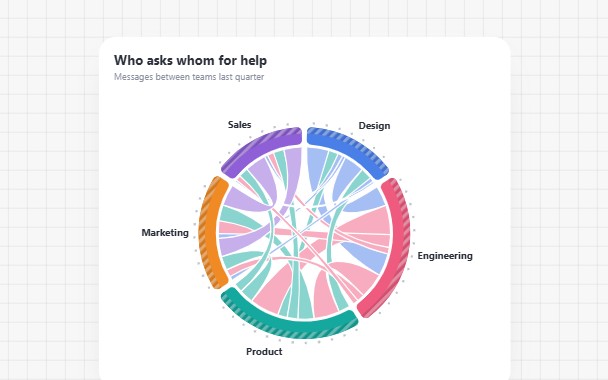 Who asks whom for help
Messages between teams last quarter
Sales
Design
Marketing
Engineering
Product